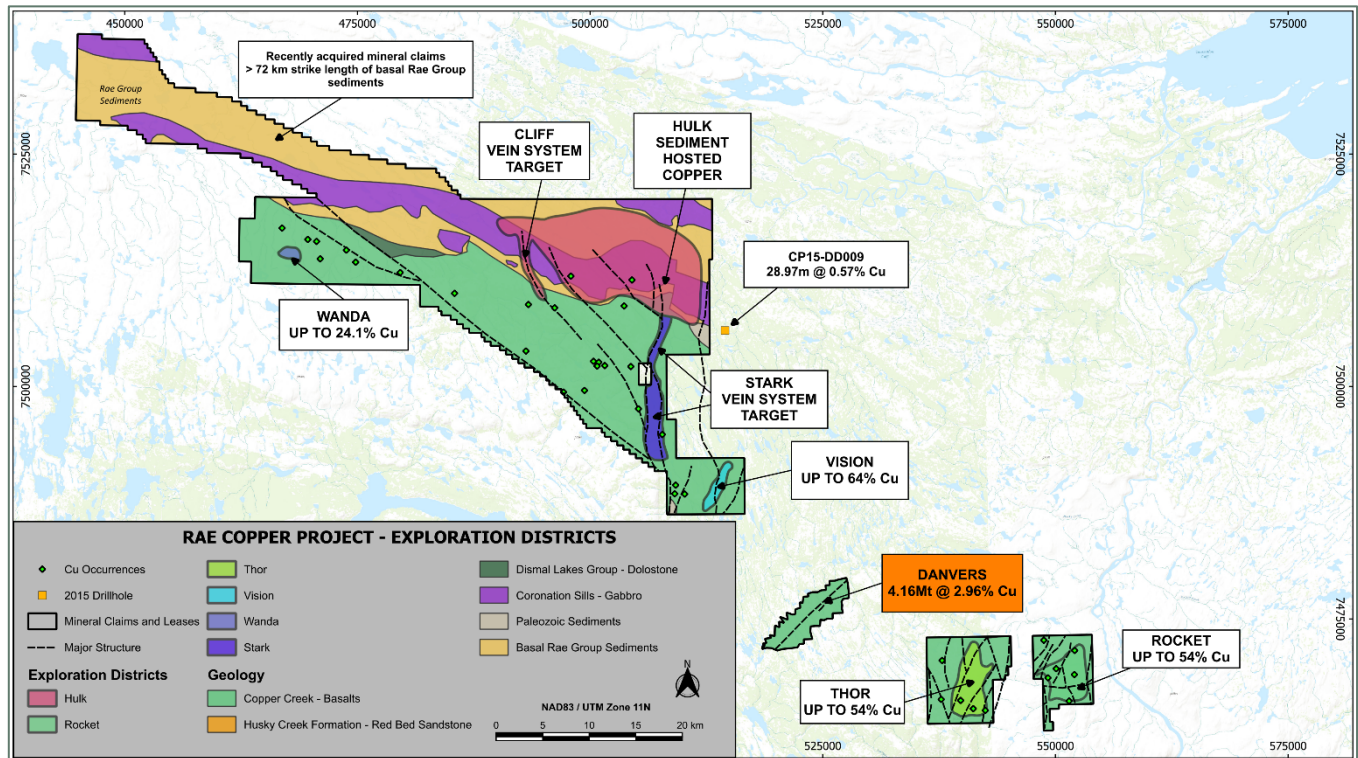 450000
475000
500000
525000
550000
575000
7525000
7525000
Recently acquired mineral claims
> 72 km strike length of basal Rae Group
sediments
Rae Group
Sediments
CLIFF
VEIN SYSTEM
TARGET
HULK
SEDIMENT
HOSTED
COPPER
CP15-DD009
28.97m @ 0.57% Cu
WANDA
UP TO 24.1% Cu
7500000
7500000
STARK
VEIN SYSTEM
TARGET
VISION
UP TO 64% Cu
DANVERS
4.16Mt @ 2.96% Cu
7475000
ROCKET
UP TO 54% Cu
THOR
UP TO 54% Cu
RAE COPPER PROJECT - EXPLORATION DISTRICTS
Cu Occurrences
2015 Drillhole
Mineral Claims and Leases
Major Structure
Exploration Districts
Hulk
Rocket
Thor
Vision
Wanda
Stark
Geology
Copper Creek - Basalts
Husky Creek Formation - Red Bed Sandstone
Dismal Lakes Group - Dolostone
Coronation Sills - Gabbro
Paleozoic Sediments
Basal Rae Group Sediments
N
NAD83 / UTM Zone 11N
0 5 10 15 20 km
525000
550000
575000